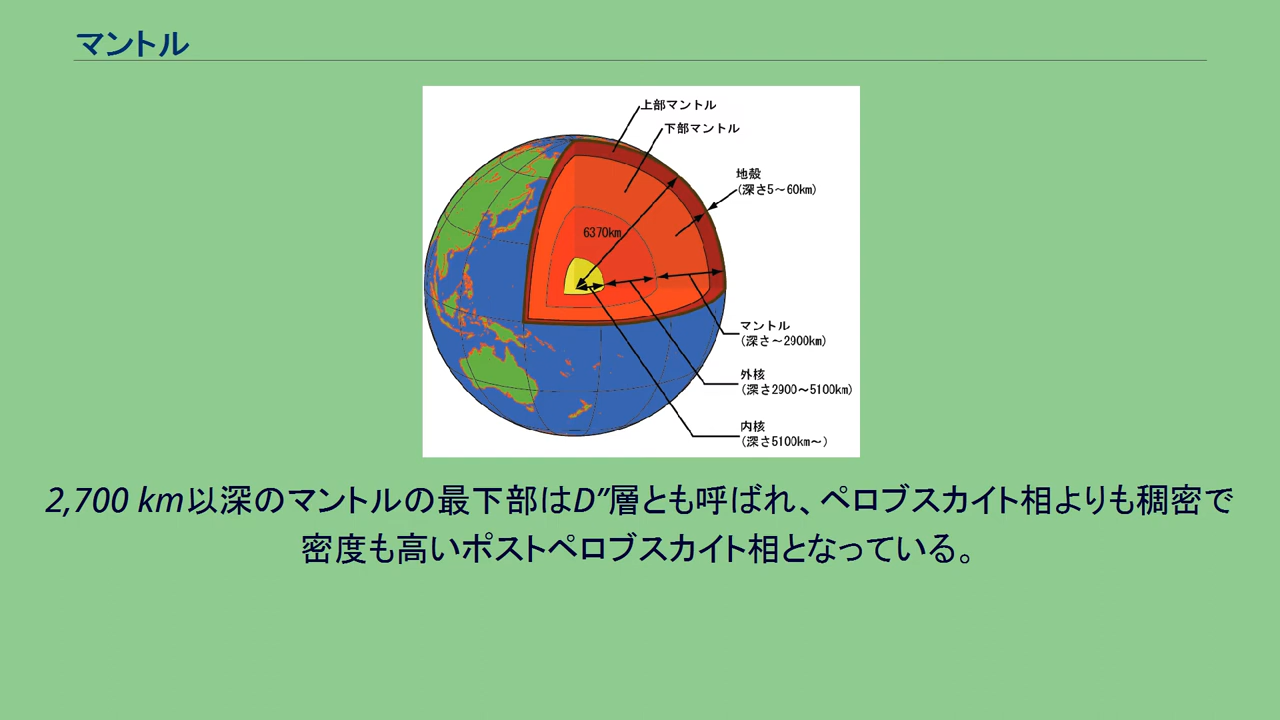 マントル
上部マントル
下部マントル
地殻
(深さ5～60km)
6370km
マントル
(深さ～2900km)
外核
(深さ2900～5100km)
内核
(深さ5100km～)
2,700 km以深のマントルの最下部はD″層とも呼ばれ、ペロブスカイト相よりも稠密で
密度も高いポストペロブスカイト相となっている。